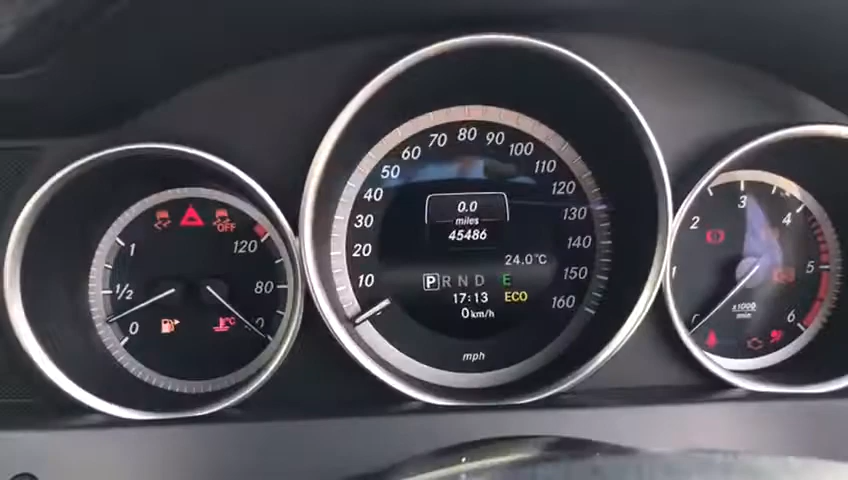 OFF
120
80
1
1/2
0
°C
10
20
30
40
50
60
70
80
90
100
110
120
130
140
150
160
0.0
miles
45486
24.0°C
P R N D E
17:13 ECO
0km/h
mph
2
3
4
5
6
x1000
min